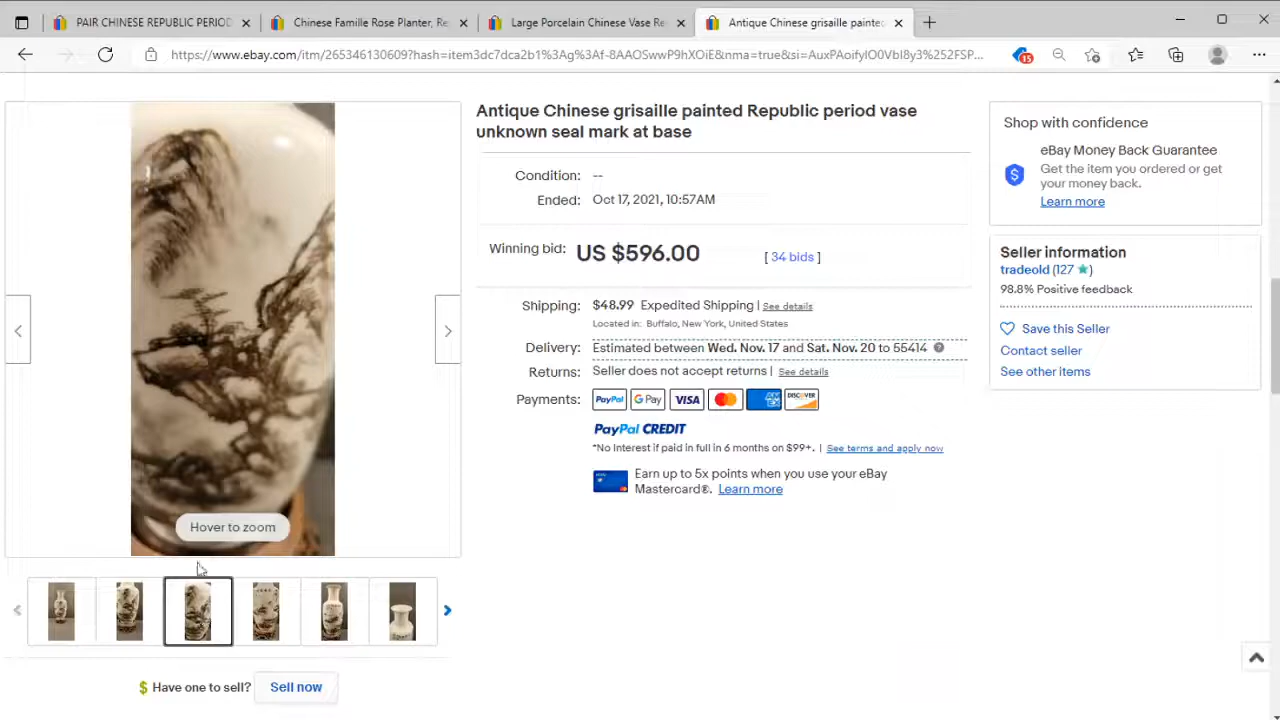 PAIR CHINESE REPUBLIC PERIOD
Chinese Famille Rose Planter, Re
Large Porcelain Chinese Vase Re
Antique Chinese grisaille painted
https://www.ebay.com/itm/265346130609?hash=item3dc7dca2b1%3Ag%3Af-8AAOSwwP9hXOiE&nma=true&si=AuxPAoifyIO0Vbl8y3%252FSP...
15
Antique Chinese grisaille painted Republic period vase
unknown seal mark at base
Condition: --
Ended: Oct 17, 2021, 10:57AM
Winning bid: US $596.00 [ 34 bids ]
Shipping: $48.99 Expedited Shipping | See details
Located in: Buffalo, New York, United States
Delivery: Estimated between Wed. Nov. 17 and Sat. Nov. 20 to 55414 ?
Returns: Seller does not accept returns | See details
Payments: PayPal G Pay VISA DISCOVER
PayPal CREDIT
*No Interest if paid in full in 6 months on $99+. | See terms and apply now
Earn up to 5x points when you use your eBay
Mastercard®. Learn more
Shop with confidence
eBay Money Back Guarantee
$
Get the item you ordered or get
your money back.
Learn more
Seller information
tradeold (127 ★)
98.8% Positive feedback
Save this Seller
Contact seller
See other items
Hover to zoom
$ Have one to sell? Sell now